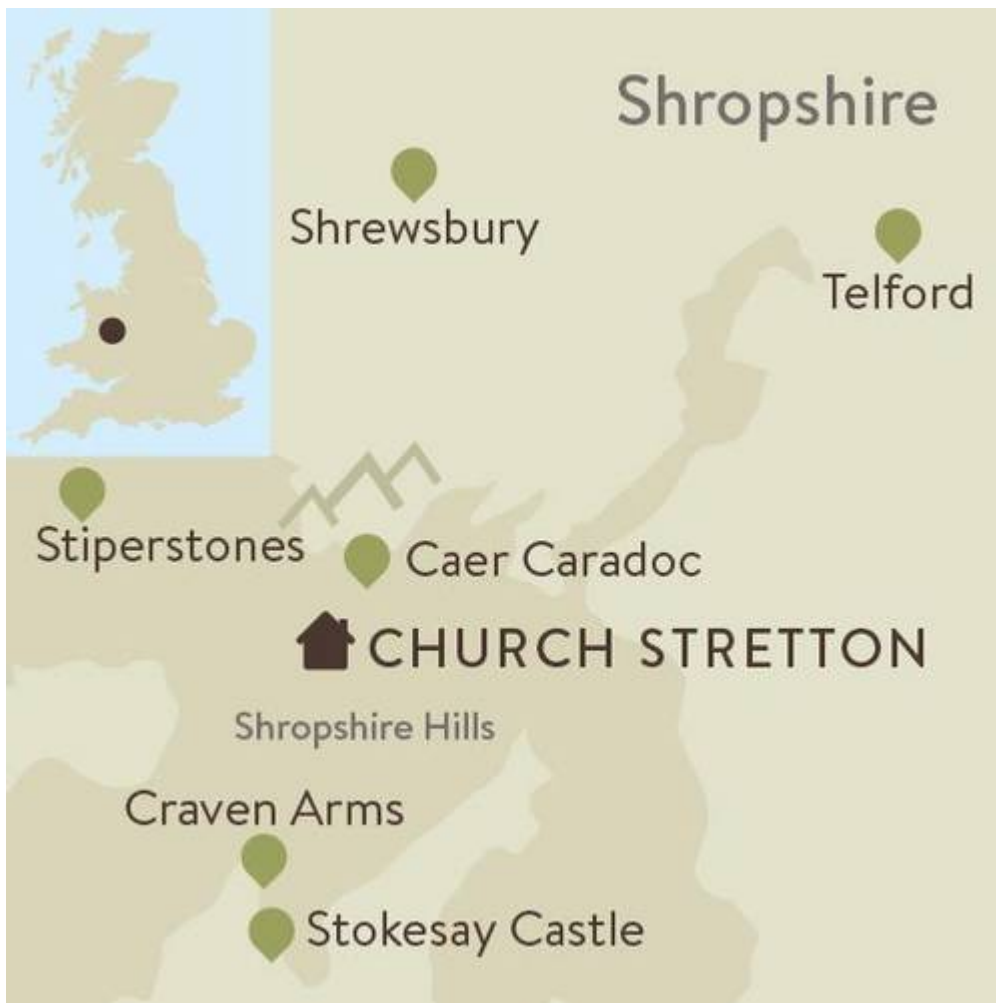 Shropshire
Shrewsbury
Telford
Stiperstones
Caer Caradoc
CHURCH STRETTON
Shropshire Hills
Craven Arms
Stokesay Castle